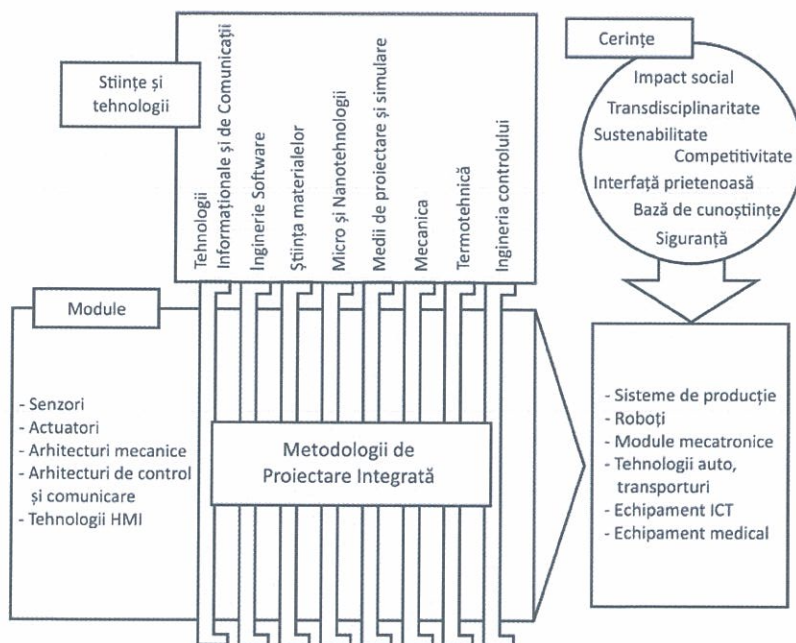 Stiințe și
tehnologii
Tehnologii
Informaționale și de Comunicații
Inginerie Software
Știința materialelor
Micro și Nanotehnologii
Medii de proiectare și simulare
Mecanica
Termotehnică
Ingineria controlului
Cerințe
Impact social
Transdisciplinaritate
Sustenabilitate
Competitivitate
Interfață prietenoasă
Bază de cunoștiințe
Siguranță
Module
- Senzori
- Actuatori
- Arhitecturi mecanice
- Arhitecturi de control
și comunicare
- Tehnologii HMI
Metodologii de
Proiectare Integrată
- Sisteme de producție
- Roboți
- Module mecatronice
- Tehnologii auto,
transporturi
- Echipament ICT
- Echipament medical